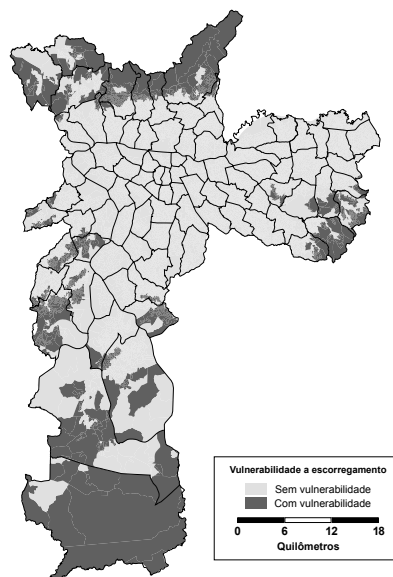 Vulnerabilidade a escorregamento
Sem vulnerabilidade
Com vulnerabilidade
0 6 12 18
Quilômetros